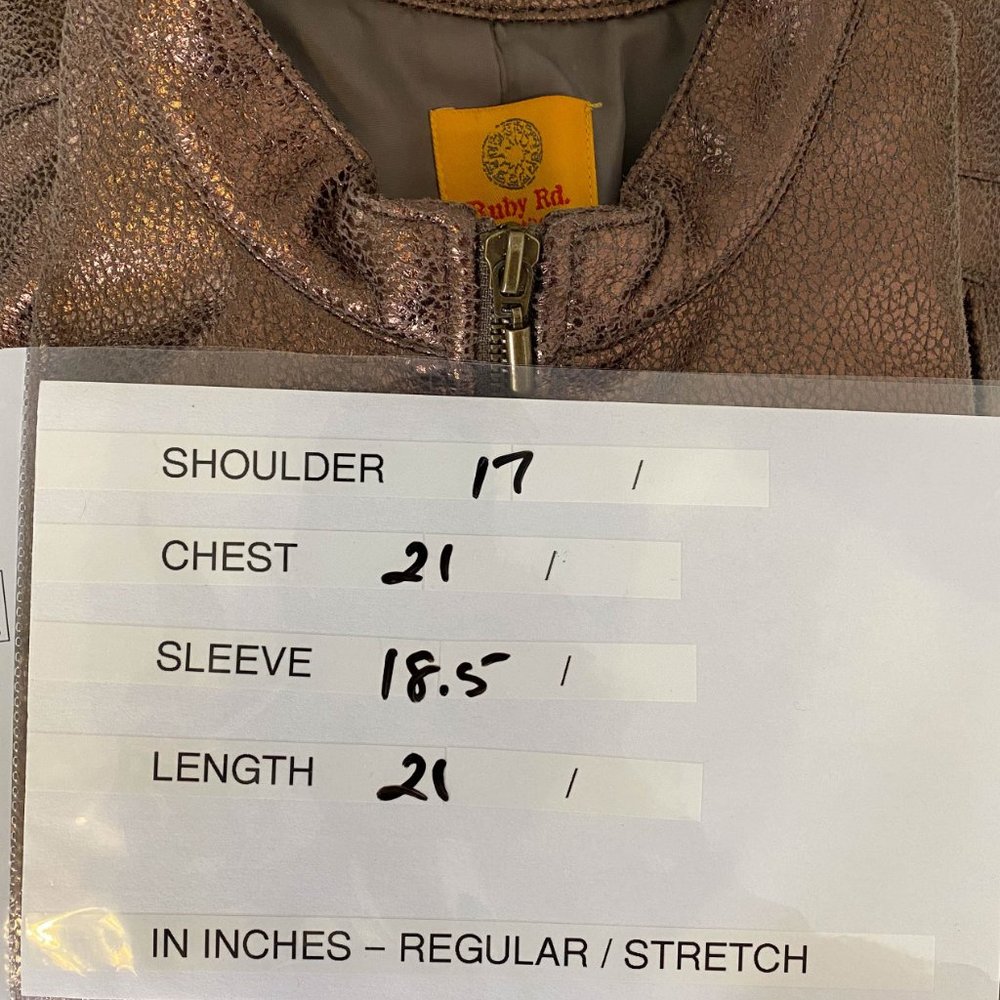 Ruby Rd.
SHOULDER 17 /
CHEST 21 /
SLEEVE 18.5 /
LENGTH 21 /
IN INCHES – REGULAR / STRETCH